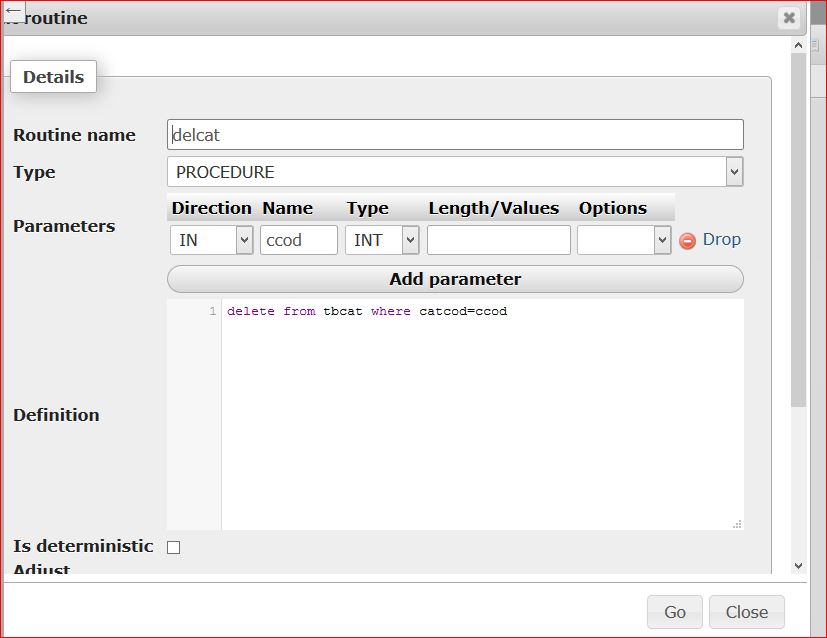 routine
Details
Routine name delcat
Type PROCEDURE
Parameters Direction Name Type Length/Values Options
IN ccod INT Drop
Add parameter
1 delete from tbcat where catcod=ccod
Definition
Is deterministic
Adjust
Go Close